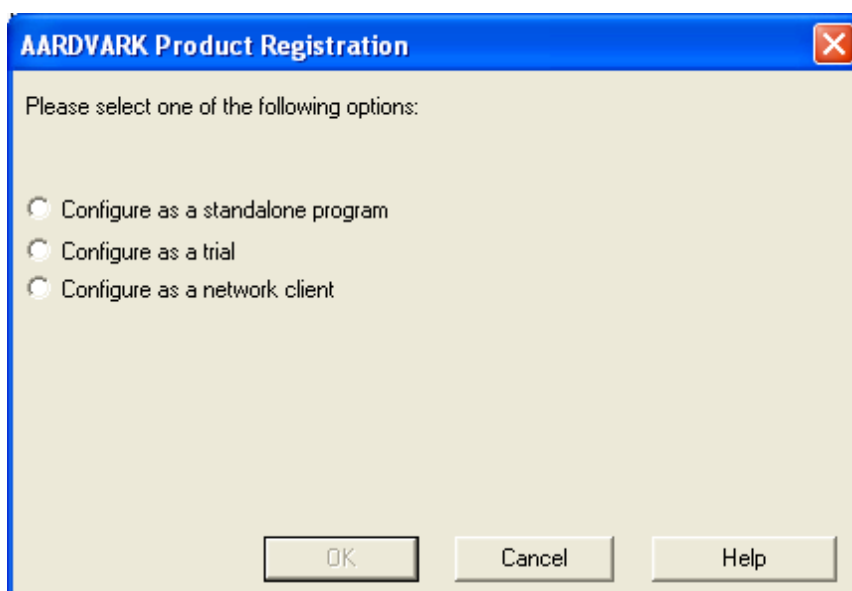 AARDVARK Product Registration
Please select one of the following options:
Configure as a standalone program
Configure as a trial
Configure as a network client
OK Cancel Help